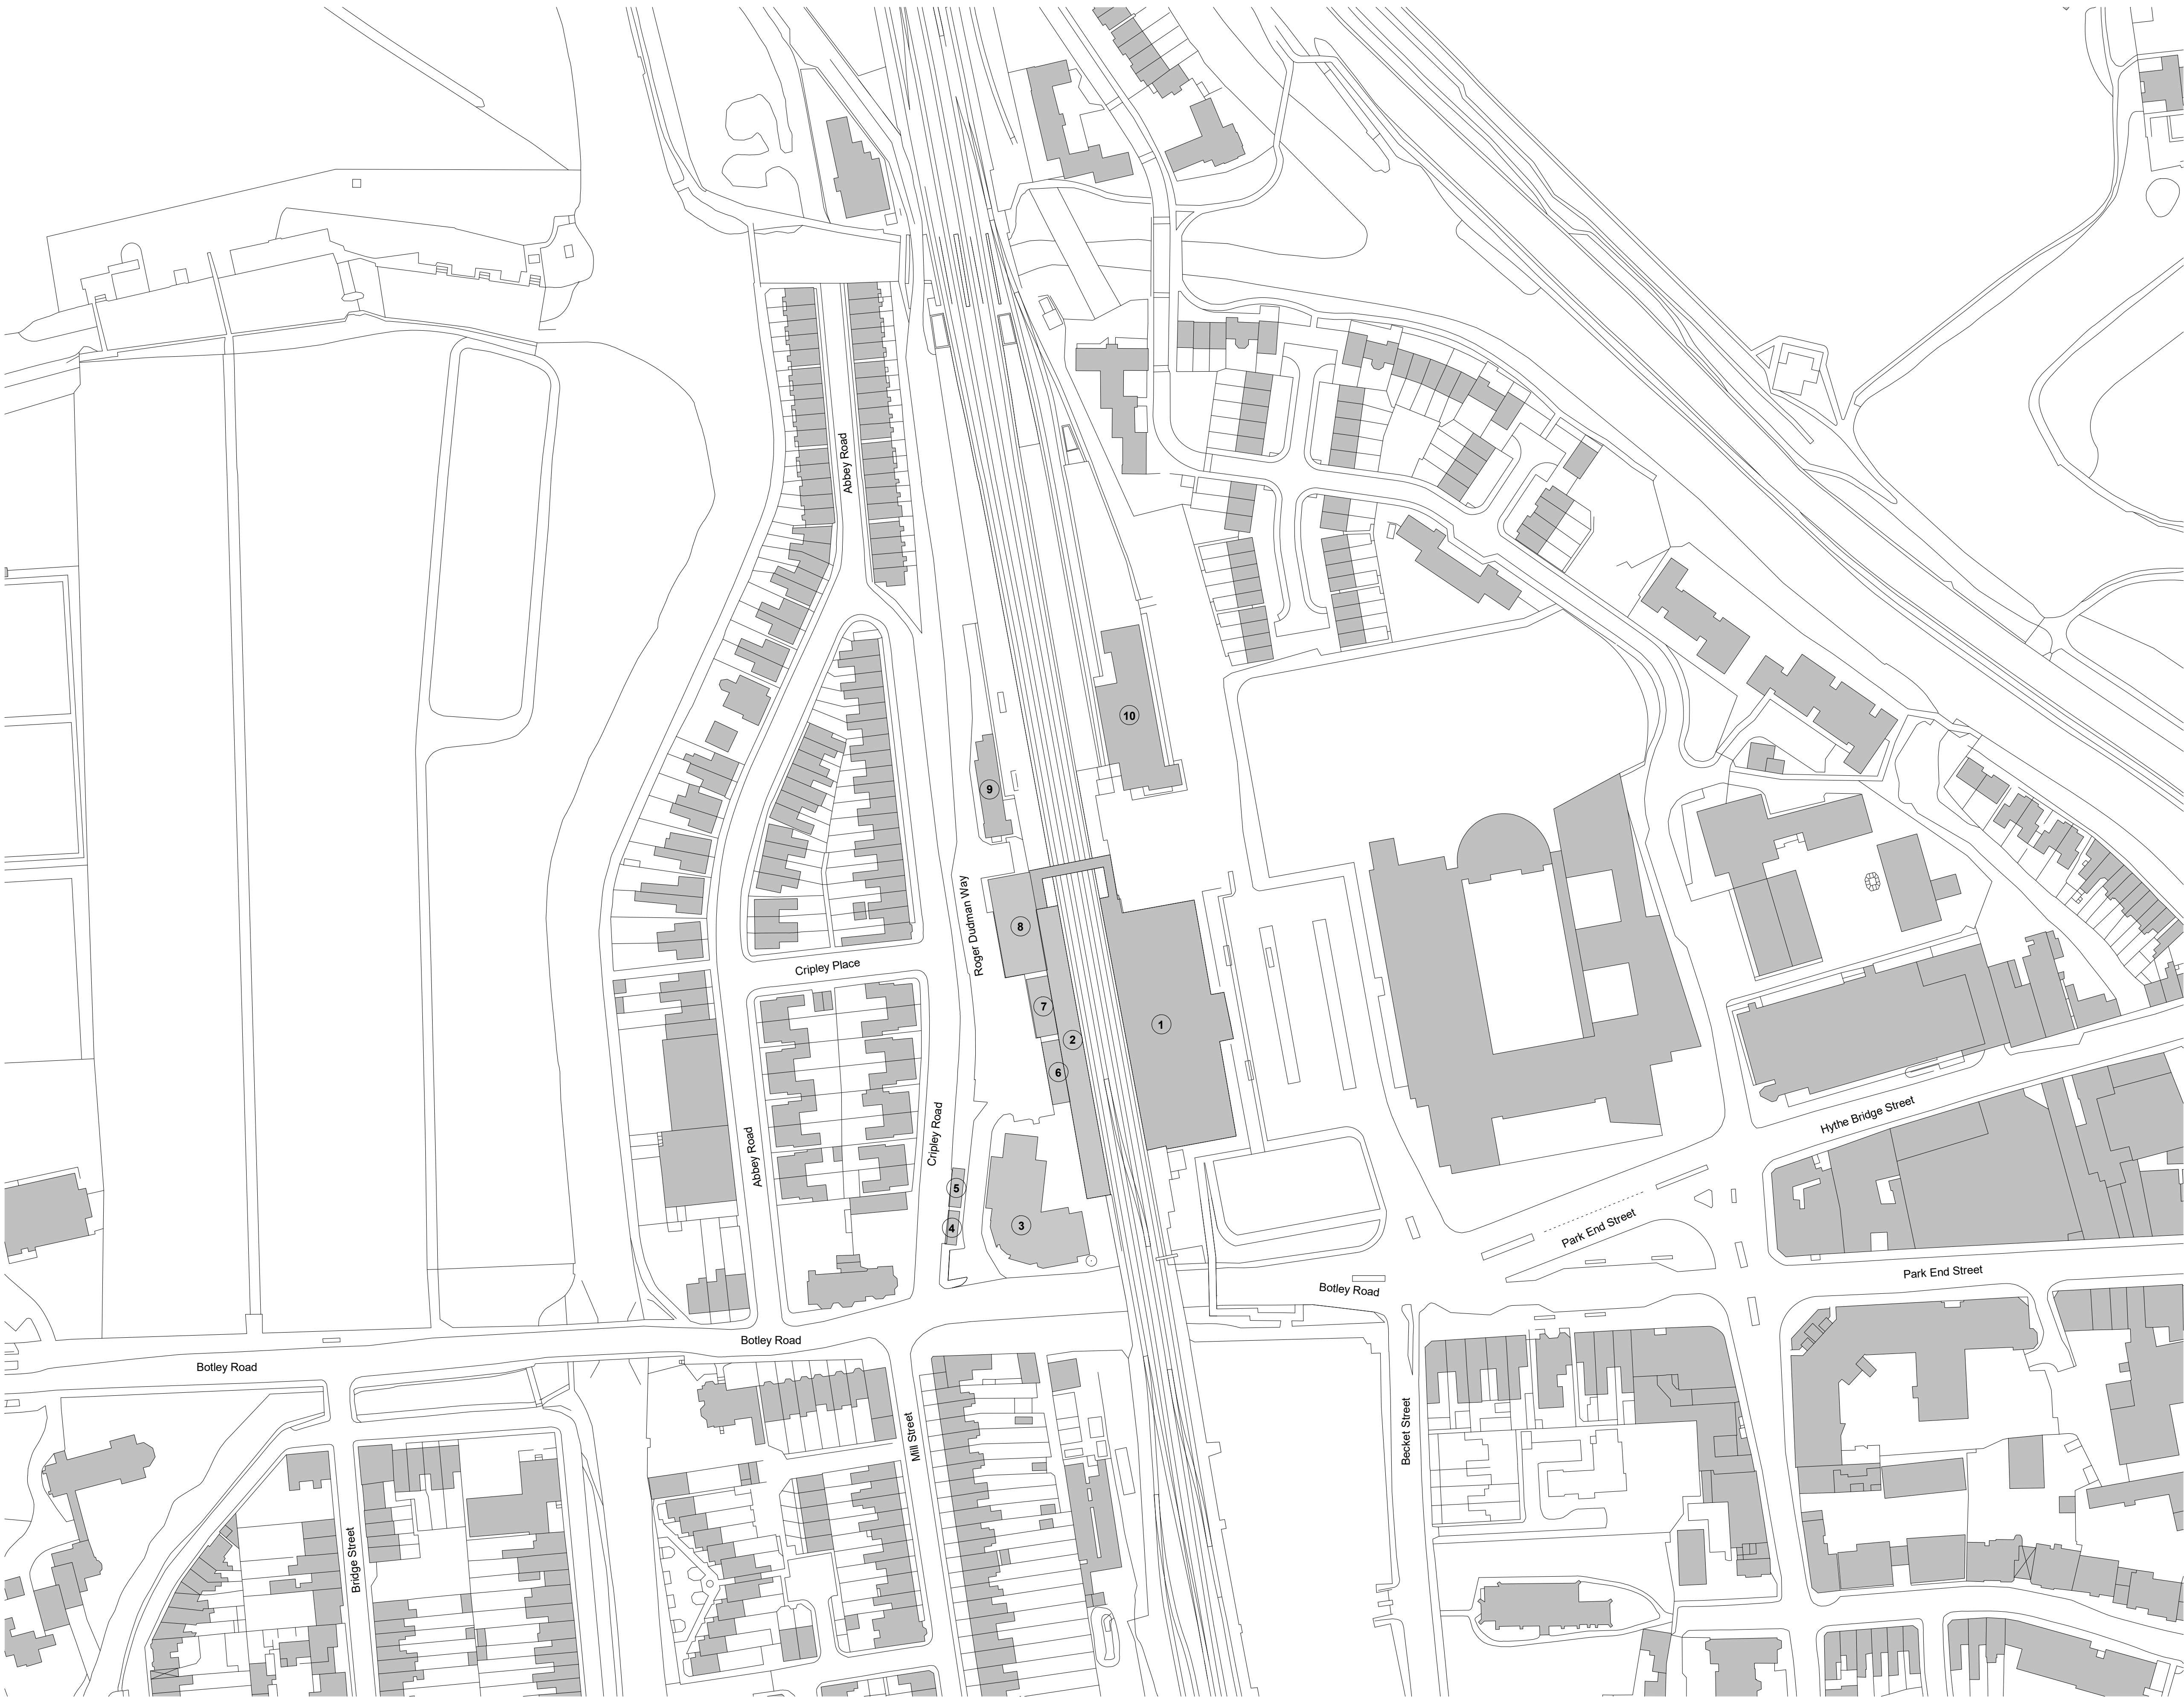 Abbey Road
10
9
8
Roger Dudman Way
Cripley Place
7
1
2
6
Hythe Bridge Street
Cripley Road
Abbey Road
5
4
3
Park End Street
Park End Street
Botley Road
Botley Road
Botley Road
Mill Street
Becket Street
Bridge Street